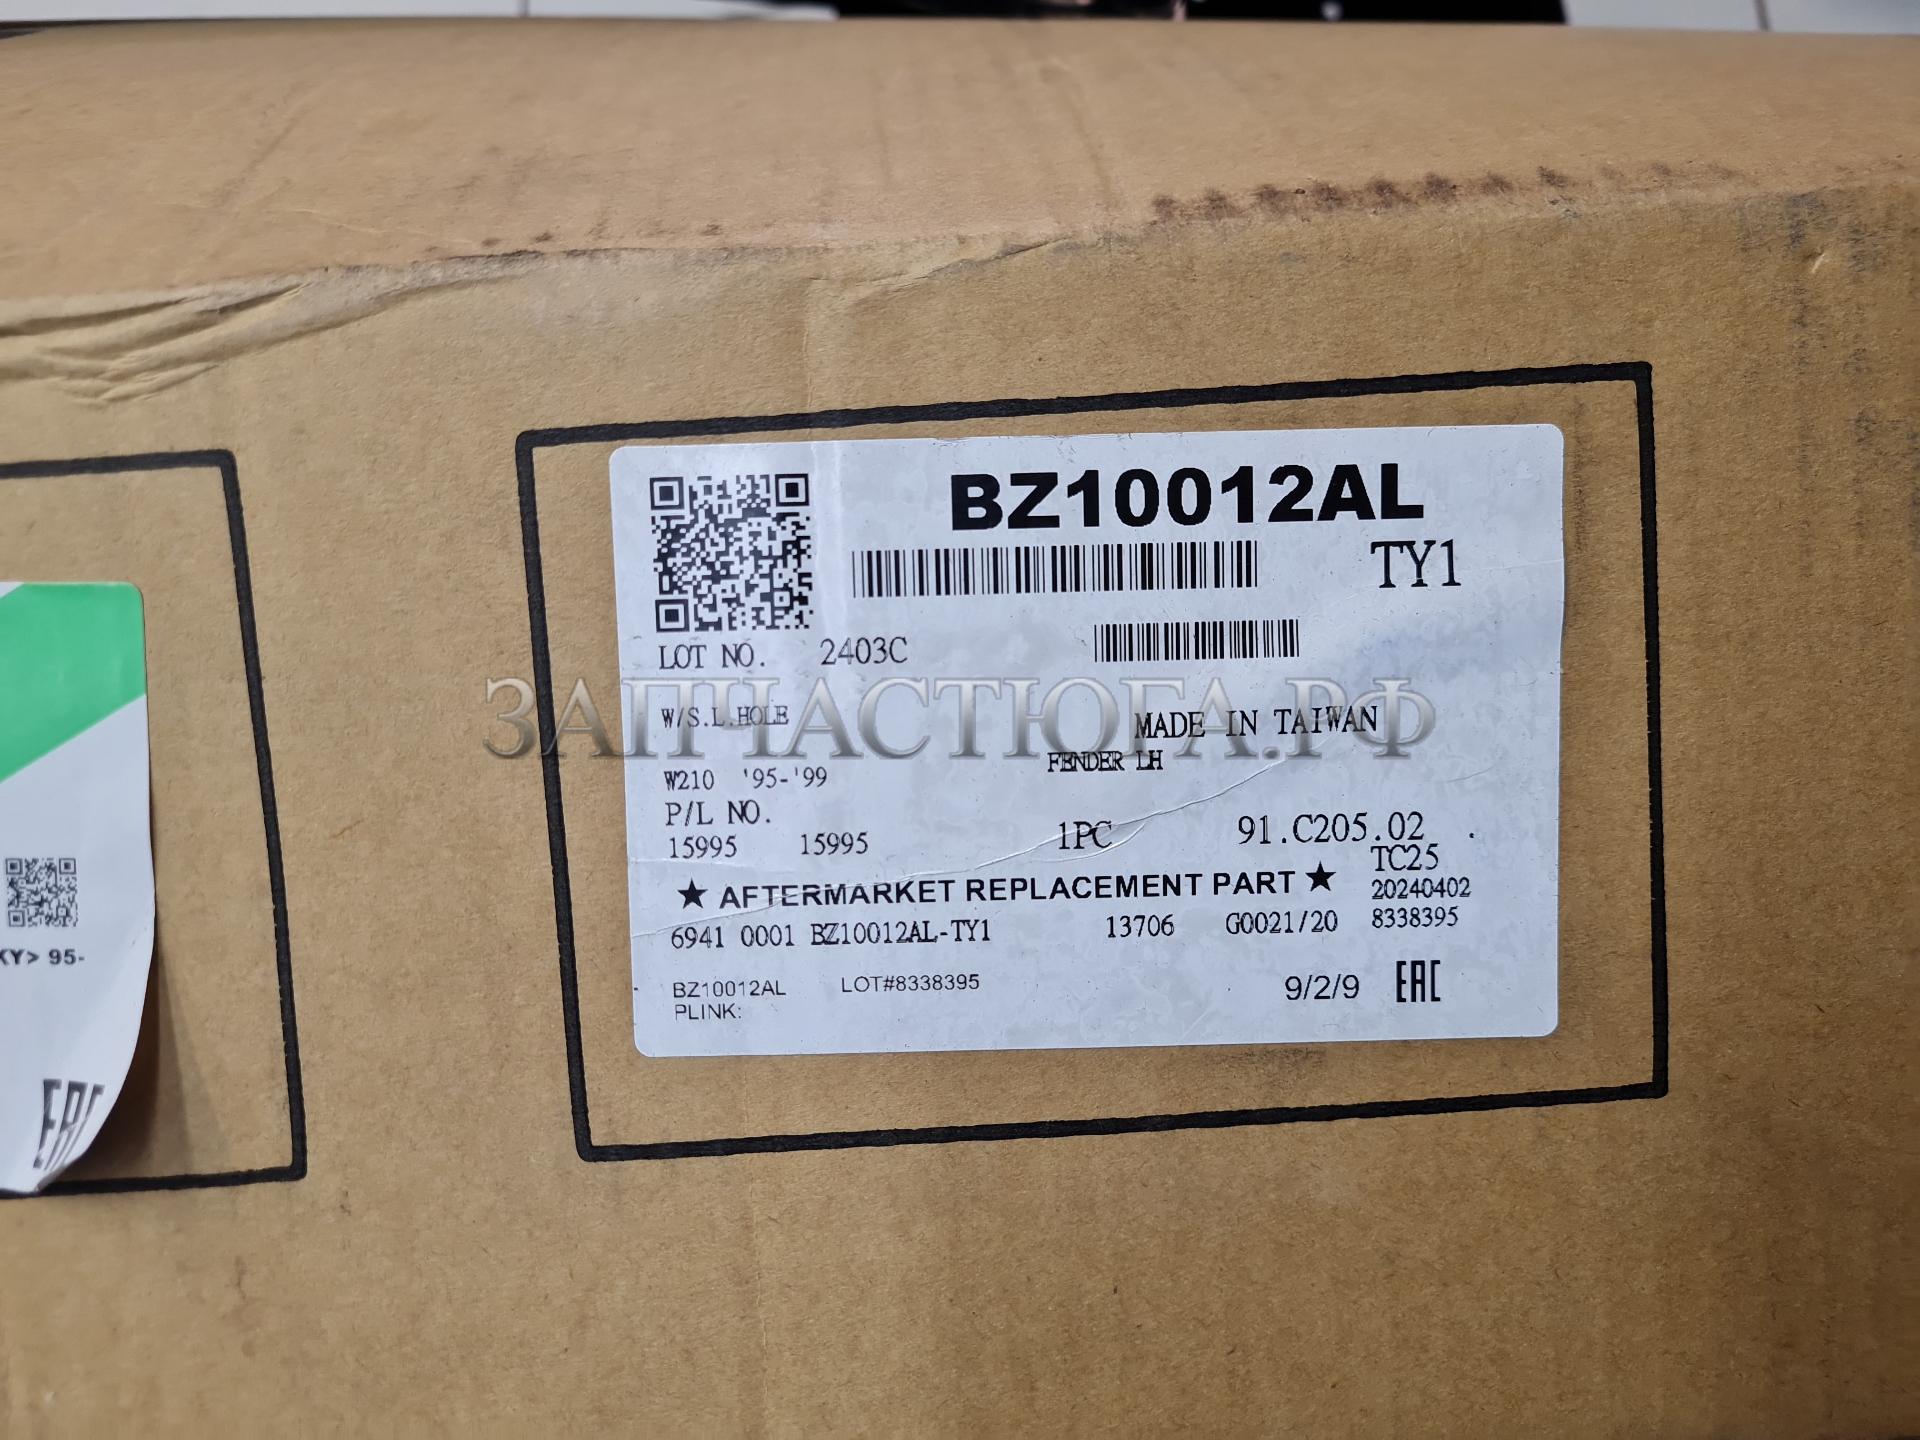 BZ10012AL
TY1
LOT NO. 2403C
ЗАПЧАСТЮГА.РФ
W/S.L.HOLE
MADE IN TAIWAN
FENDER LH
W210 '95-'99
P/L NO.
15995 15995 1PC 91.C205.02
TC25
★ AFTERMARKET REPLACEMENT PART ★
20240402
6941 0001 BZ10012AL-TY1 13706 G0021/20 8338395
BZ10012AL LOT#8338395 9/2/9 EAC
PLINK:
> 95-
EAC